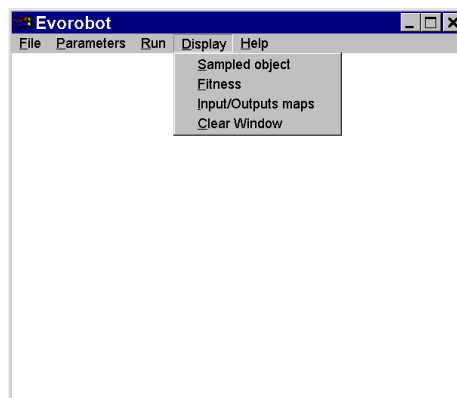 Evorobot
File Parameters Run Display Help
Sampled object
Fitness
Input/Outputs maps
Clear Window